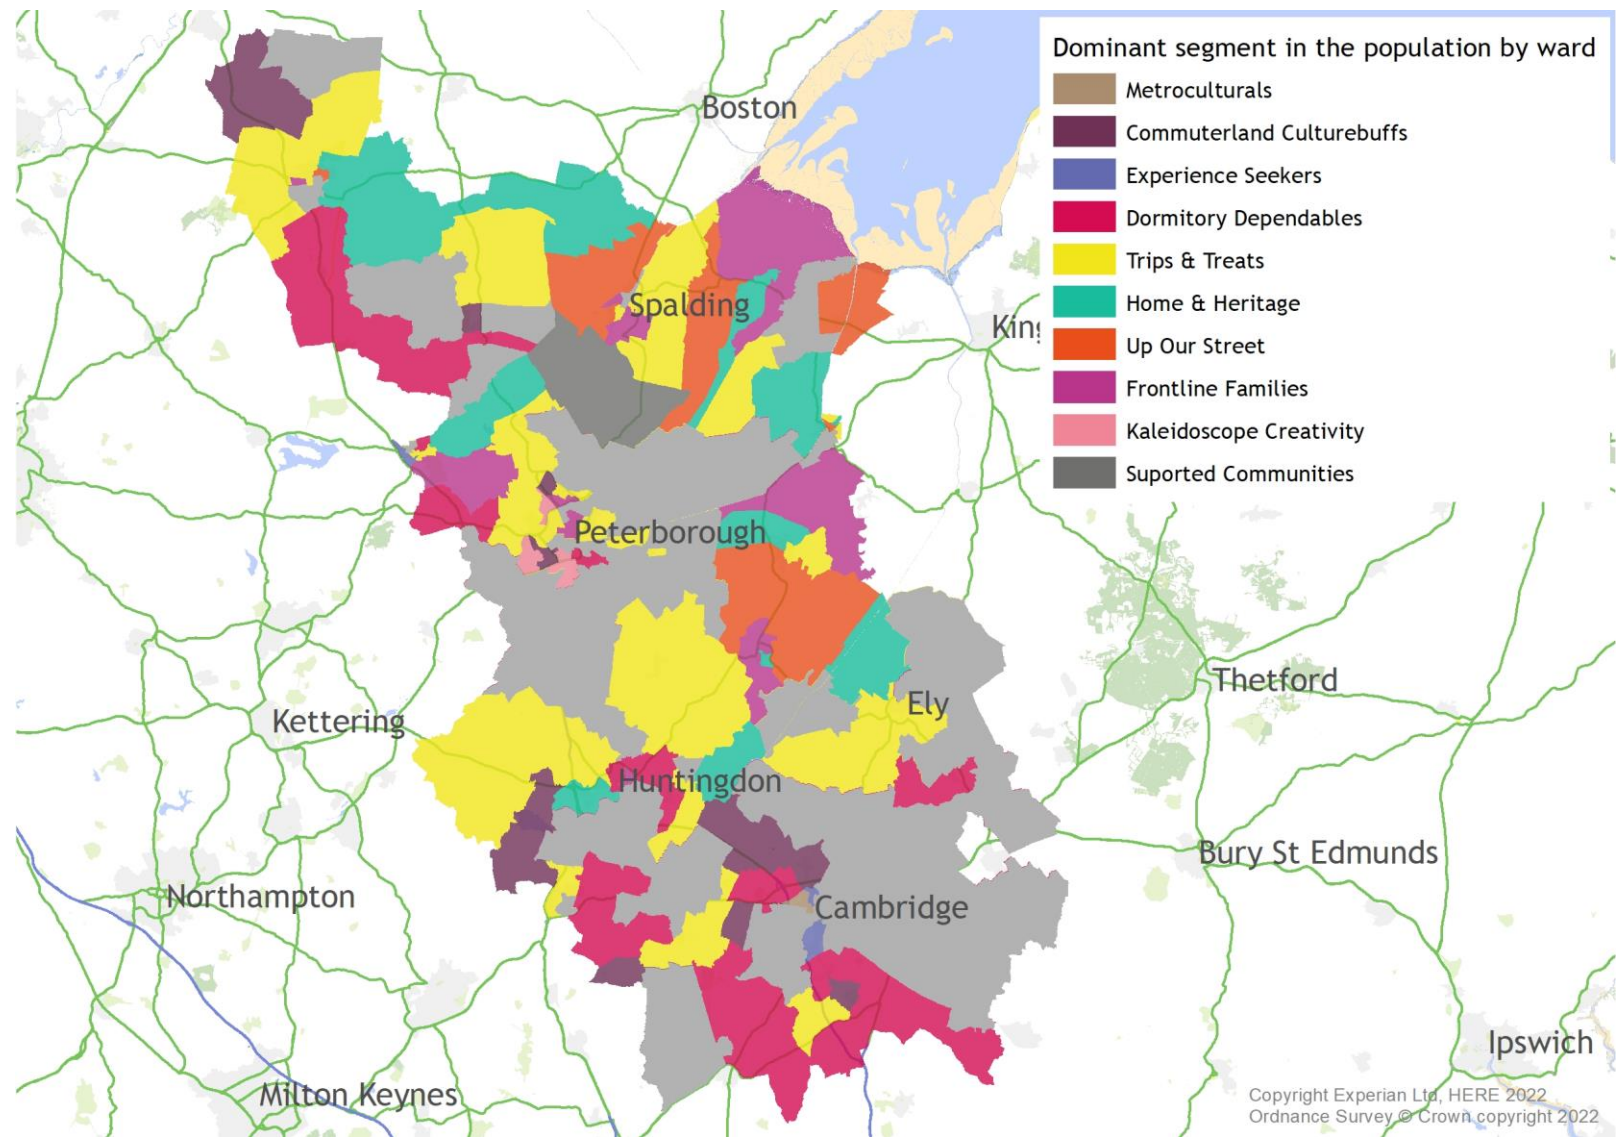 Dominant segment in the population by ward
Metroculturals
Commuterland Culturebuffs
Experience Seekers
Dormitory Dependables
Trips & Treats
Home & Heritage
Up Our Street
Frontline Families
Kaleidoscope Creativity
Suported Communities
Boston
Spalding
King
Peterborough
Thetford
Ely
Kettering
Huntingdon
Bury St Edmunds
Northampton
Cambridge
Ipswich
Milton Keynes
Copyright Experian Ltd, HERE 2022
Ordnance Survey © Crown copyright 2022